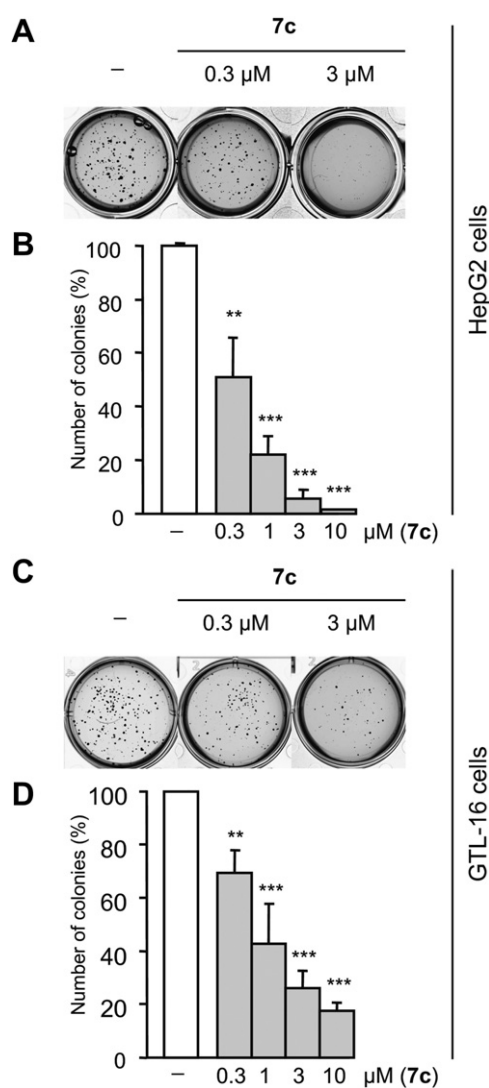 A
7c
– 0.3 µM 3 µM
B
Number of colonies (%)
100
80
60
40
20
0
**
***
***
***
– 0.3 1 3 10 µM (7c)
HepG2 cells
C
7c
– 0.3 µM 3 µM
D
Number of colonies (%)
100
80
60
40
20
0
**
***
***
***
– 0.3 1 3 10 µM (7c)
GTL-16 cells